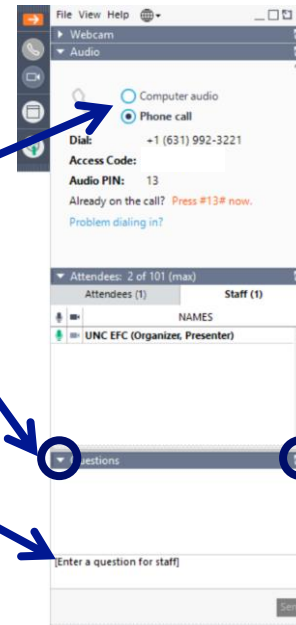 File View Help
Webcam
Audio
Computer audio
Phone call
Dial: +1 (631) 992-3221
Access Code:
Audio PIN: 13
Already on the call? Press #13# now.
Problem dialing in?
Attendees: 2 of 101 (max)
Attendees (1) Staff (1)
NAMES
UNC EFC (Organizer, Presenter)
Questions
[Enter a question for staff]